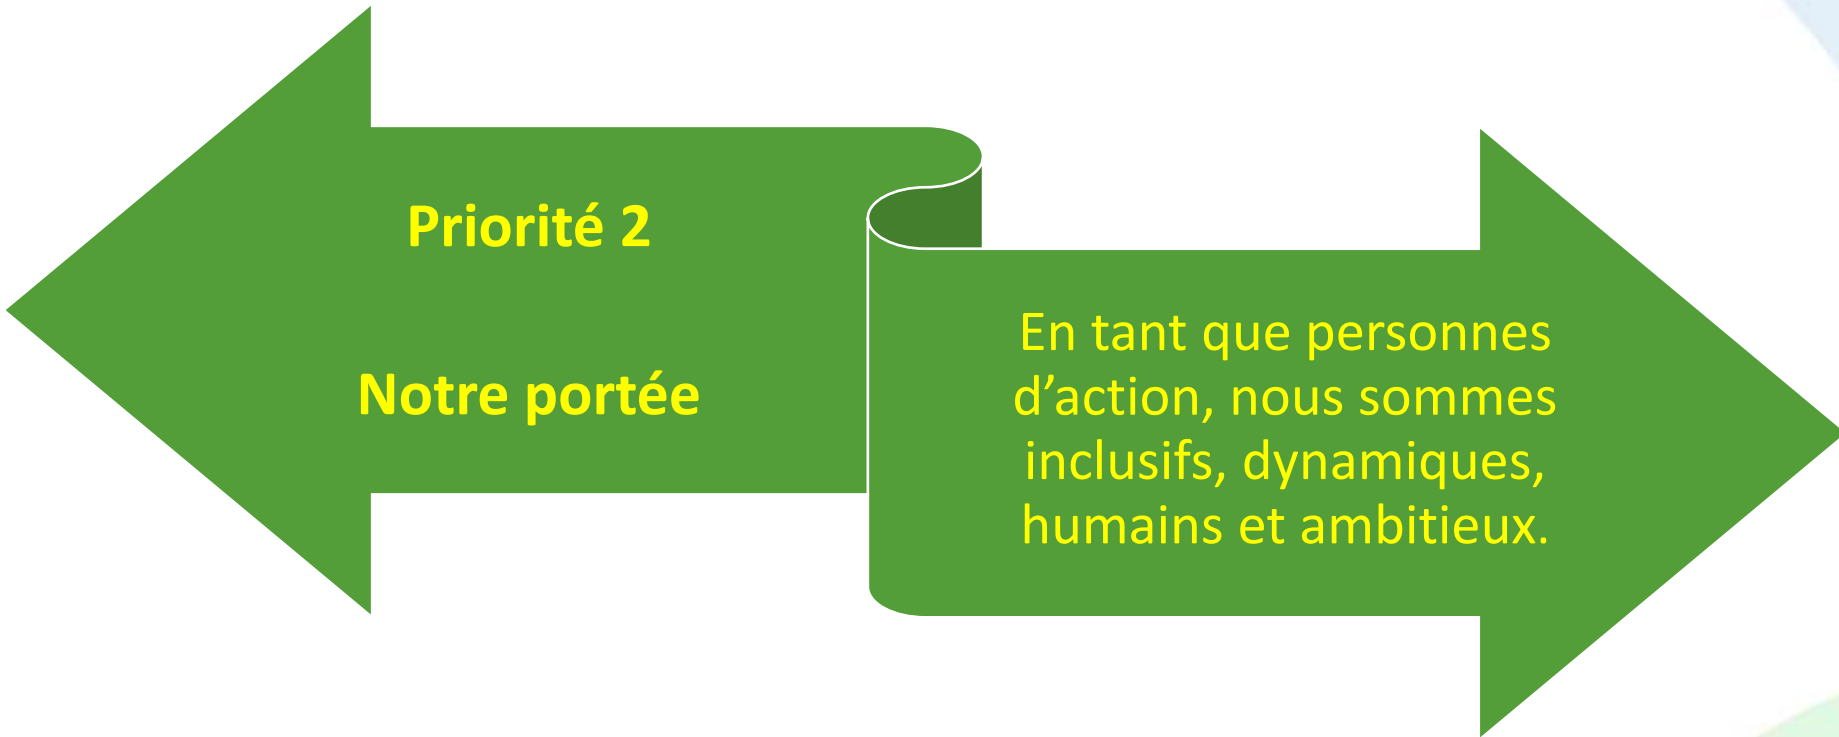 Priorité 2
Notre portée
En tant que personnes
d’action, nous sommes
inclusifs, dynamiques,
humains et ambitieux.